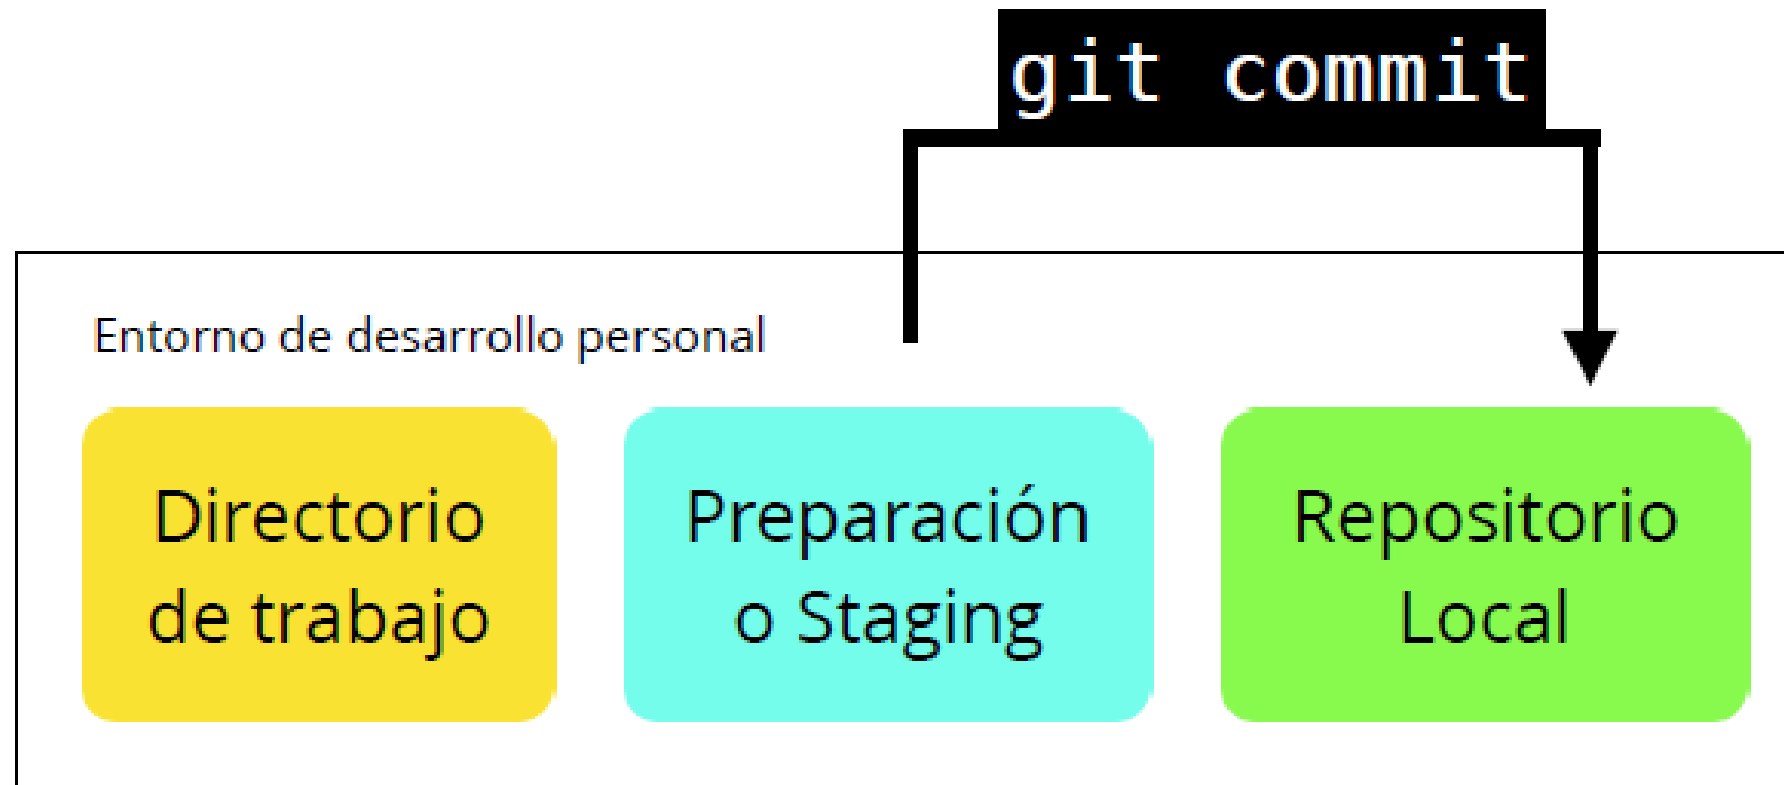 git commit
Entorno de desarrollo personal
Directorio
de trabajo
Preparación
o Staging
Repositorio
Local